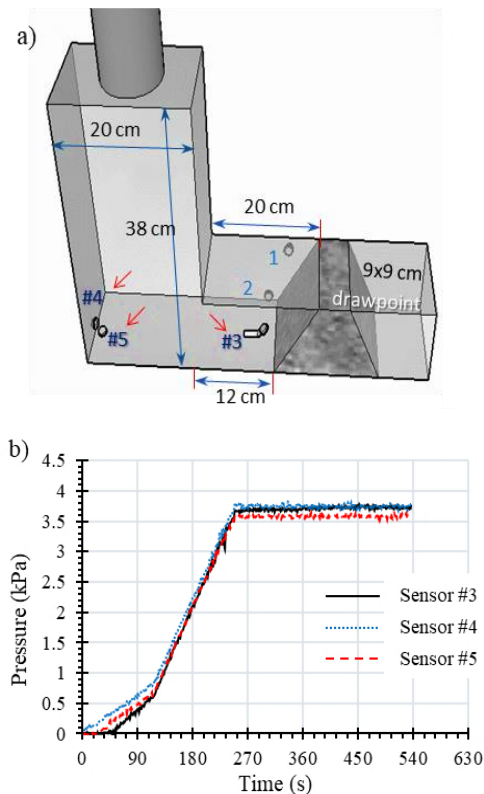 a)
20 cm
38 cm
20 cm
1
2
9x9 cm
drawpoint
#4
#5
#3
12 cm
b)
4.5
4
3.5
3
2.5
2
1.5
1
0.5
0
Pressure (kPa)
Sensor #3
Sensor #4
Sensor #5
0 90 180 270 360 450 540 630
Time (s)